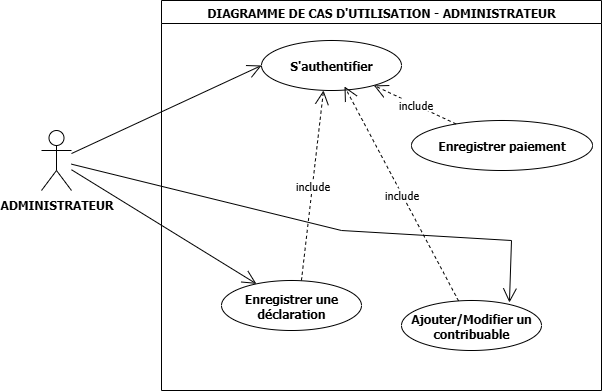 DIAGRAMME DE CAS D'UTILISATION - ADMINISTRATEUR
S'authentifier
include
Enregistrer paiement
include
include
ADMINISTRATEUR
Enregistrer une
déclaration
Ajouter/Modifier un
contribuable